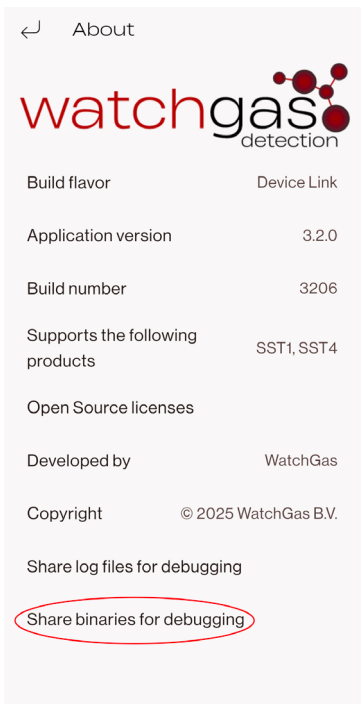 About
watchgas
detection
Build flavor Device Link
Application version 3.2.0
Build number 3206
Supports the following
products SST1, SST4
Open Source licenses
Developed by WatchGas
Copyright © 2025 WatchGas B.V.
Share log files for debugging
Share binaries for debugging